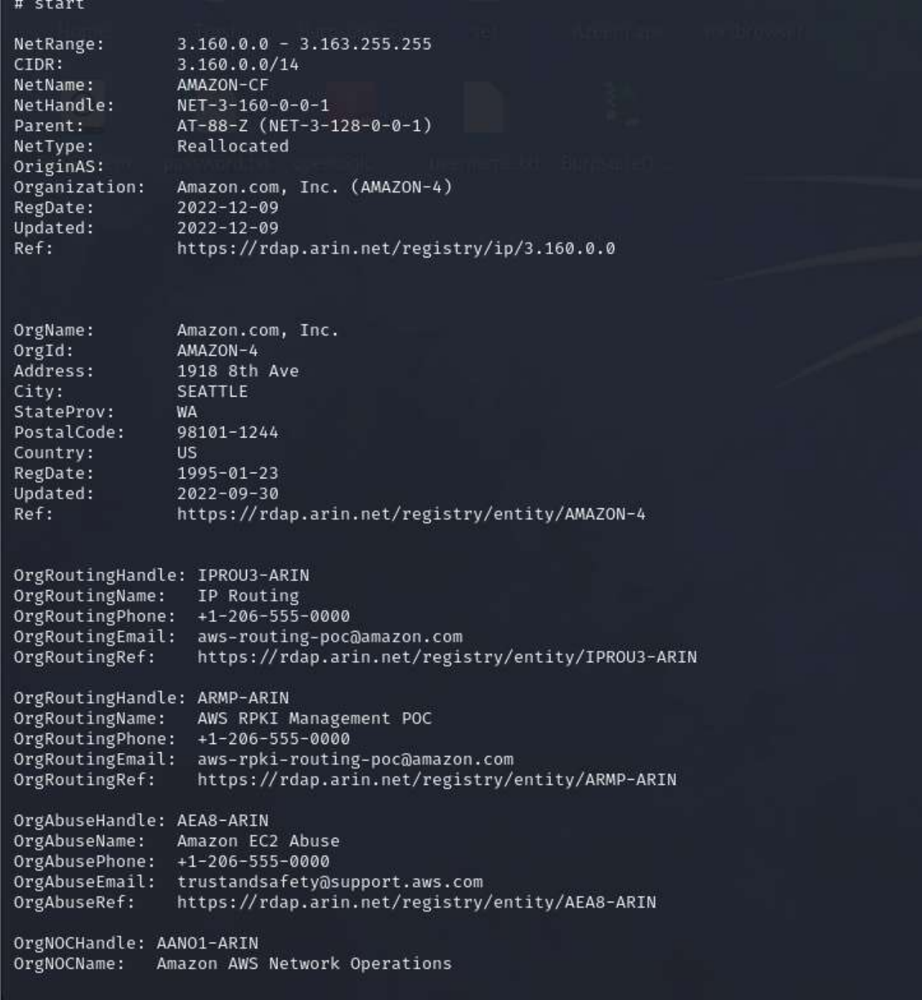 # start
NetRange: 3.160.0.0 - 3.163.255.255
CIDR: 3.160.0.0/14
NetName: AMAZON-CF
NetHandle: NET-3-160-0-0-1
Parent: AT-88-Z (NET-3-128-0-0-1)
NetType: Reallocated
OriginAS:
Organization: Amazon.com, Inc. (AMAZON-4)
RegDate: 2022-12-09
Updated: 2022-12-09
Ref: https://rdap.arin.net/registry/ip/3.160.0.0
OrgName: Amazon.com, Inc.
OrgId: AMAZON-4
Address: 1918 8th Ave
City: SEATTLE
StateProv: WA
PostalCode: 98101-1244
Country: US
RegDate: 1995-01-23
Updated: 2022-09-30
Ref: https://rdap.arin.net/registry/entity/AMAZON-4
OrgRoutingHandle: IPROU3-ARIN
OrgRoutingName: IP Routing
OrgRoutingPhone: +1-206-555-0000
OrgRoutingEmail: aws-routing-poc@amazon.com
OrgRoutingRef: https://rdap.arin.net/registry/entity/IPROU3-ARIN
OrgRoutingHandle: ARMP-ARIN
OrgRoutingName: AWS RPKI Management POC
OrgRoutingPhone: +1-206-555-0000
OrgRoutingEmail: aws-rpki-routing-poc@amazon.com
OrgRoutingRef: https://rdap.arin.net/registry/entity/ARMP-ARIN
OrgAbuseHandle: AEA8-ARIN
OrgAbuseName: Amazon EC2 Abuse
OrgAbusePhone: +1-206-555-0000
OrgAbuseEmail: trustandsafety@support.aws.com
OrgAbuseRef: https://rdap.arin.net/registry/entity/AEA8-ARIN
OrgNOCHandle: AANO1-ARIN
OrgNOCName: Amazon AWS Network Operations